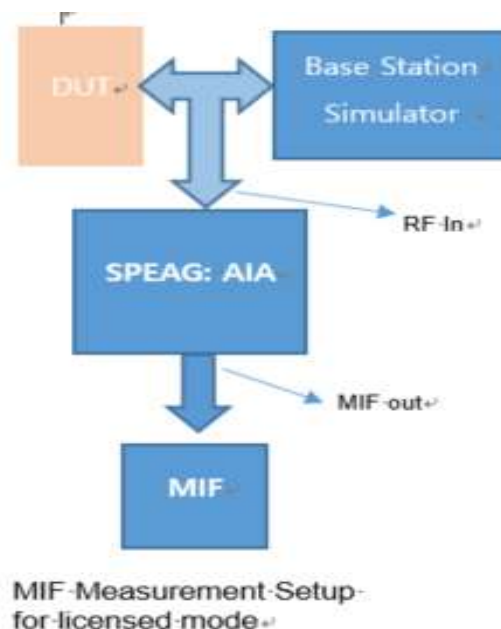 DUT
Base Station
Simulator
RF In
SPEAG: AIA
MIF out
MIF
MIF Measurement Setup
for licensed mode